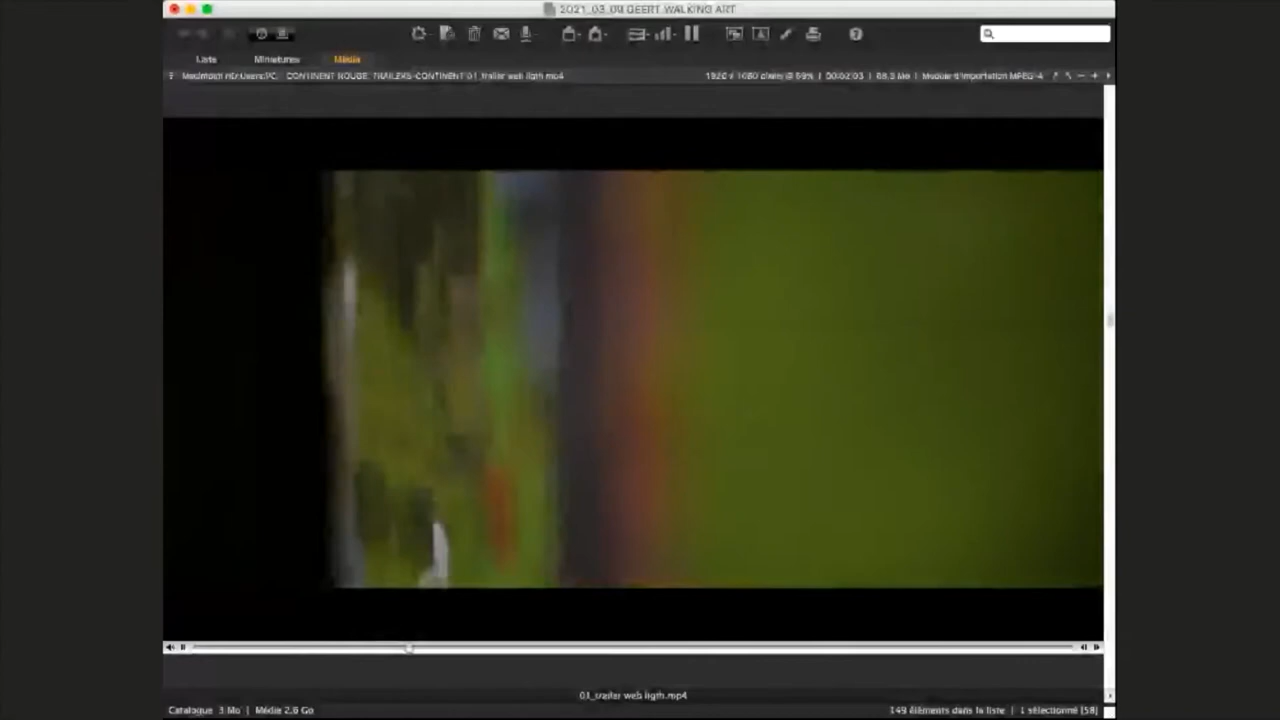 2021_03_09 GEERT WALKING ART
Lists Miniatures Média
Macintosh HD:Users:PC: CONTINENT ROUGE: TRAILERS-CONTINENT 01_trailer web ligth.mp4
1920 x 1080 pixels @ 59% | 00:02:03 | 88,3 Mo | Module d'importation MPEG-4
01_trailer web ligth.mp4
Catalogue 3 Mo | Média 2,6 Go
149 éléments dans la liste | 1 sélectionné [58]